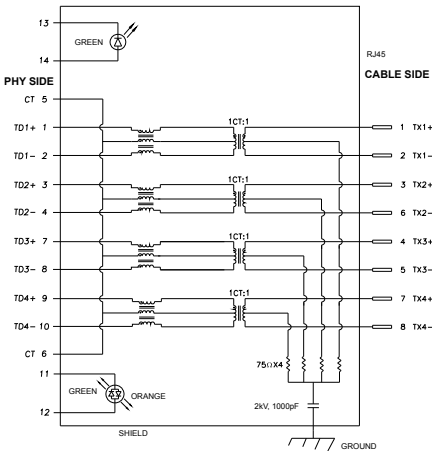 13
GREEN
14
RJ45
PHY SIDE
CABLE SIDE
CT 5
1CT:1
TD1+ 1
1 TX1+
TD1- 2
2 TX1-
1CT:1
TD2+ 3
3 TX2+
TD2- 4
6 TX2-
1CT:1
TD3+ 7
4 TX3+
TD3- 8
5 TX3-
1CT:1
TD4+ 9
7 TX4+
TD4- 10
8 TX4-
CT 6
75ΩX4
11
GREEN
ORANGE
2kV, 1000pF
12
SHIELD
GROUND